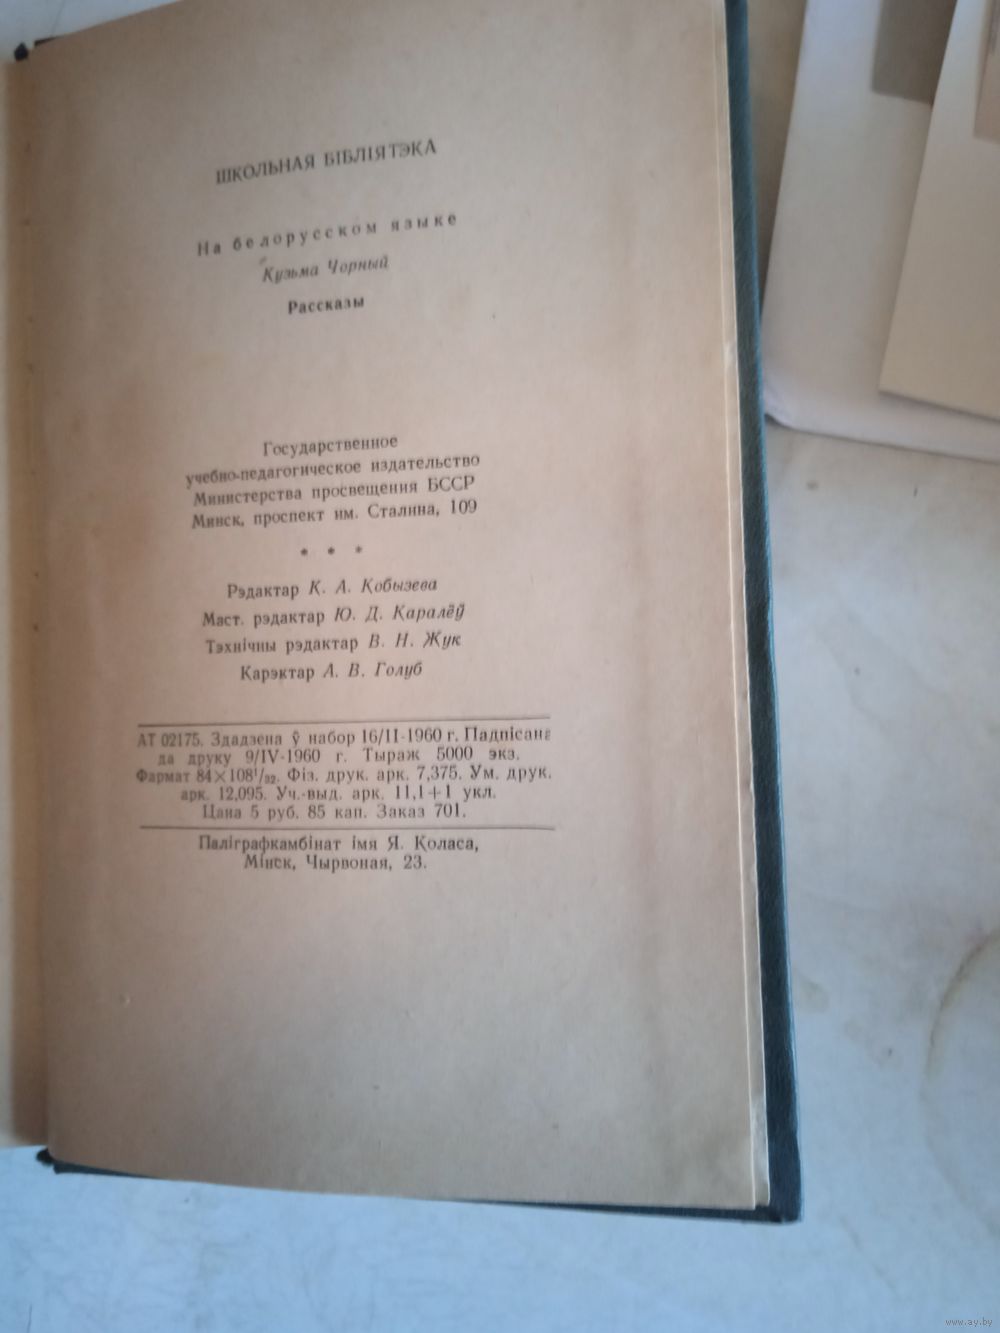 ШКОЛЬНАЯ БІБЛІЯТЭКА
На белорусском языке
Кузьма Чорный
Рассказы
Государственное
учебно-педагогическое издательство
Министерства просвещения БССР
Минск, проспект им. Сталина, 109
* * *
Рэдактар К. А. Кобызева
Маст. рэдактар Ю. Д. Каралёў
Тэхнічны рэдактар В. Н. Жук
Карэктар А. В. Голуб
АТ 02175. Здадзена ў набор 16/II-1960 г. Падпісана
да друку 9/IV-1960 г. Тыраж 5000 экз.
Фармат 84×108¹/₃₂. Фіз. друк. арк. 7,375. Ум. друк.
арк. 12,095. Уч.-выд. арк. 11,1+1 укл.
Цана 5 руб. 85 кап. Заказ 701.
Паліграфкамбінат імя Я. Коласа,
Мінск, Чырвоная, 23.
www.ay.by